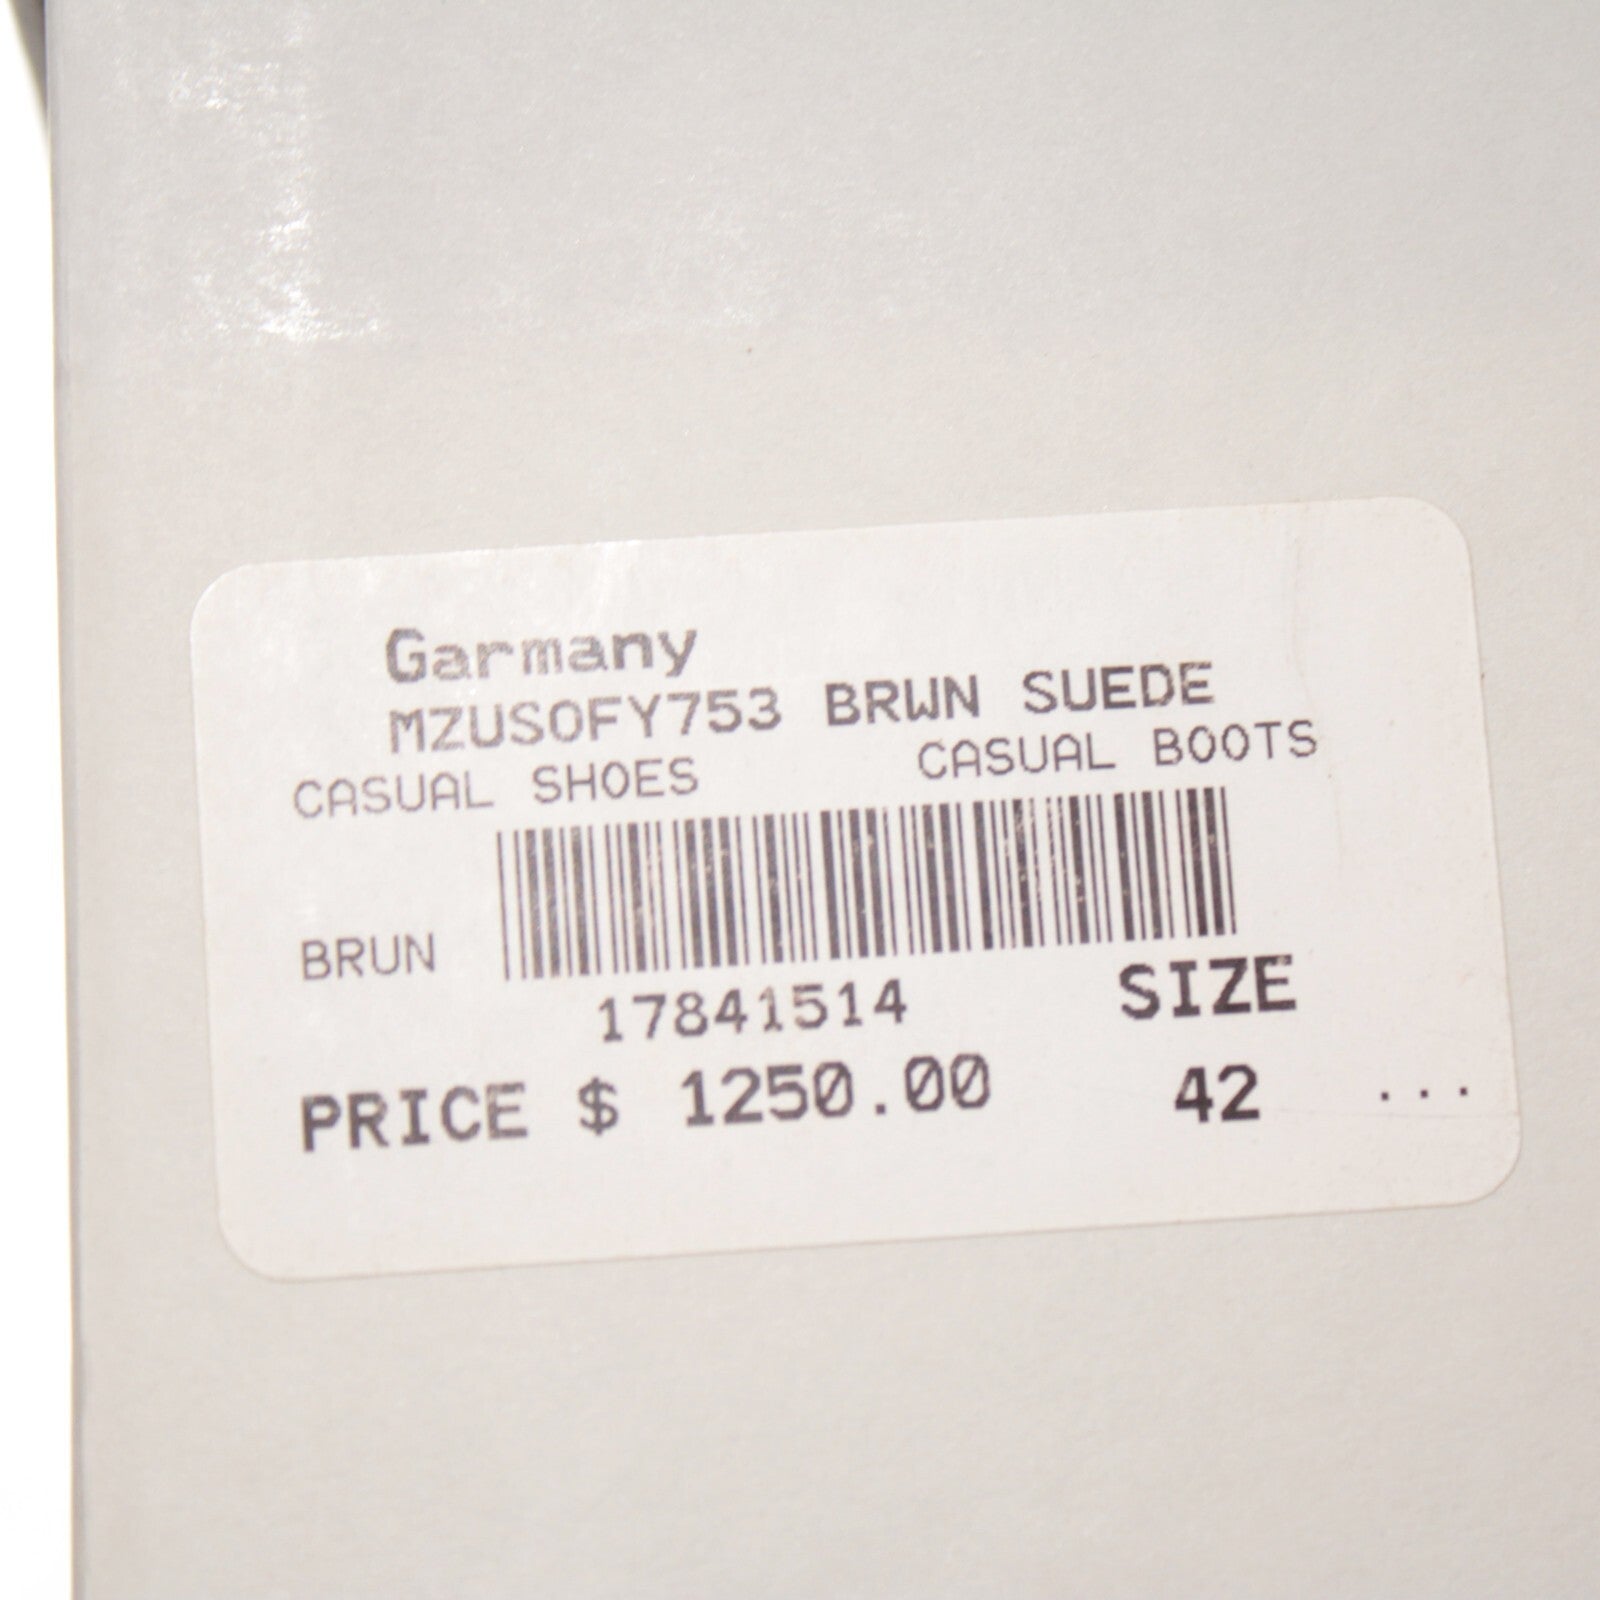 Garmany
MZUSOFY753 BRWN SUEDE
CASUAL SHOES CASUAL BOOTS
BRUN
17841514 SIZE
PRICE $ 1250.00 42 ...